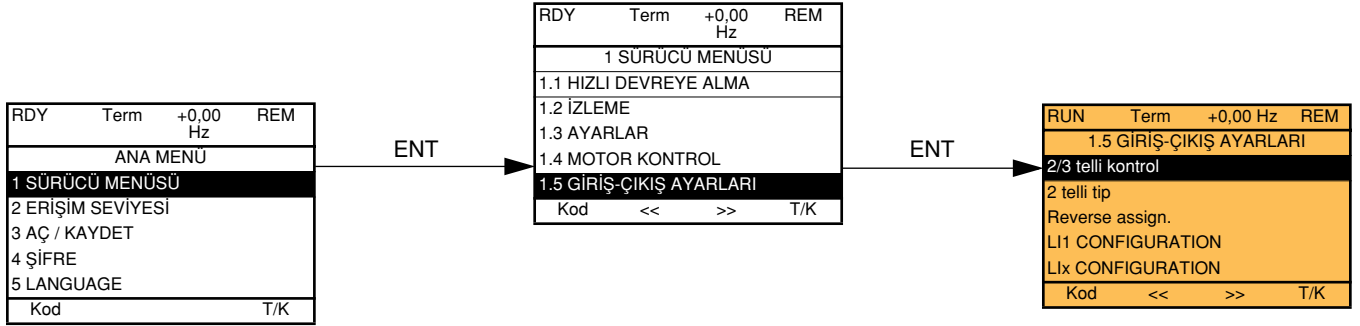 RDY Term +0,00 Hz REM
ANA MENÜ
1 SÜRÜCÜ MENÜSÜ
2 ERİŞİM SEVİYESİ
3 AÇ / KAYDET
4 ŞİFRE
5 LANGUAGE
Kod T/K
ENT
RDY Term +0,00 Hz REM
1 SÜRÜCÜ MENÜSÜ
1.1 HIZLI DEVREYE ALMA
1.2 İZLEME
1.3 AYARLAR
1.4 MOTOR KONTROL
1.5 GİRİŞ-ÇIKIŞ AYARLARI
Kod << >> T/K
ENT
RUN Term +0,00 Hz REM
1.5 GİRİŞ-ÇIKIŞ AYARLARI
2/3 telli kontrol
2 telli tip
Reverse assign.
LI1 CONFIGURATION
LIx CONFIGURATION
Kod << >> T/K